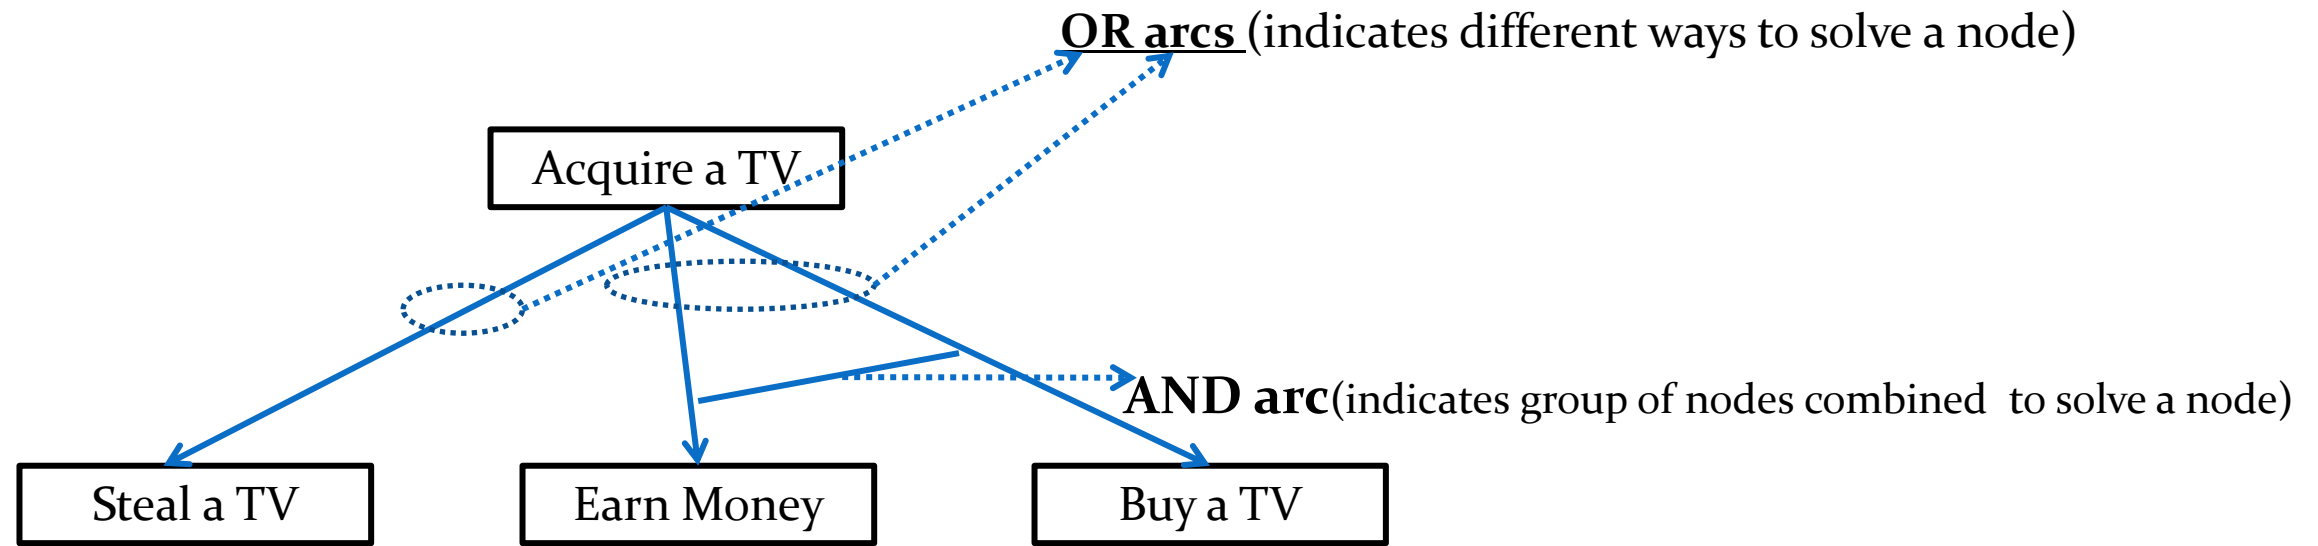 OR arcs (indicates different ways to solve a node)
Acquire a TV
AND arc(indicates group of nodes combined  to solve a node)
Steal a TV
Earn Money
Buy a TV